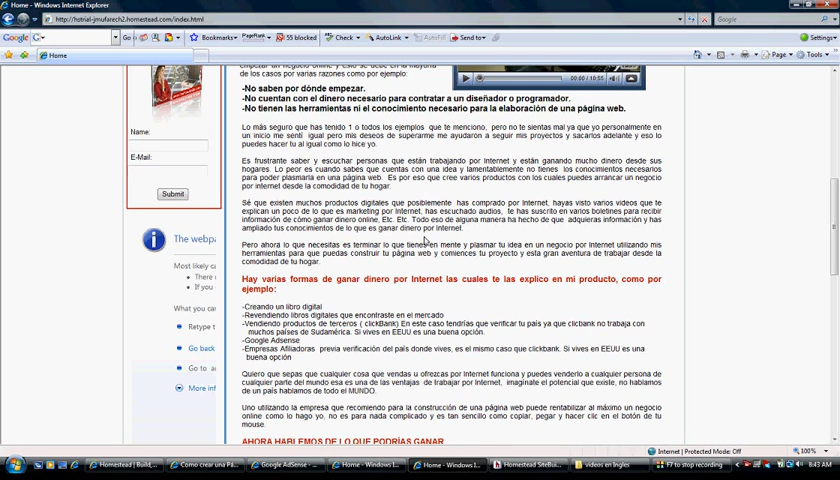 Home - Windows Internet Explorer
http://hstrial-jmufarech2.homestead.com/index.html
Google
Google
G
Go
Bookmarks
PageRank
55 blocked
Check
AutoLink
AutoFill
Send to
Settings
Home
Page
Tools
empezar un negocio online y esto se debe en la mayoría
de los casos por varias razones como por ejemplo:
00:00 / 10:55
-No saben por dónde empezar.
-No cuentan con el dinero necesario para contratar a un diseñador o programador.
-No tienen las herramientas ni el conocimiento necesario para la elaboración de una página web.
Name:
E-Mail:
Submit
Lo más seguro que has tenido 1 o todos los ejemplos que te menciono, pero no te sientas mal ya que yo personalmente en
un inicio me sentí igual pero mis deseos de superarme me ayudaron a seguir mis proyectos y sacarlos adelante y eso lo
puedes hacer tu al igual como lo hice yo.
Es frustrante saber y escuchar personas que están trabajando por Internet y están ganando mucho dinero desde sus
hogares. Lo peor es cuando sabes que cuentas con una idea y lamentablemente no tienes los conocimientos necesarios
para poder plasmarla en una página web. Es por eso que cree varios productos con los cuales puedes arrancar un negocio
por internet desde la comodidad de tu hogar.
Sé que existen muchos productos digitales que posiblemente has comprado por Internet, hayas visto varios videos que te
explican un poco de lo que es marketing por Internet, has escuchado audios, te has suscrito en varios boletines para recibir
información de cómo ganar dinero online, Etc. Etc. Todo eso de alguna manera ha hecho de que adquieras información y has
ampliado tus conocimientos de lo que es ganar dinero por Internet.
Pero ahora lo que necesitas es terminar lo que tienes en mente y plasmar tu idea en un negocio por Internet utilizando mis
herramientas para que puedas construir tu página web y comiences tu proyecto y esta gran aventura de trabajar desde la
comodidad de tu hogar.
The webpa
Most likely ca
There
If you
What you ca
Retype t
Go back
Go to
More inf
Hay varias formas de ganar dinero por Internet las cuales te las explico en mi producto, como por
ejemplo:
-Creando un libro digital
-Revendiendo libros digitales que encontraste en el mercado
-Vendiendo productos de terceros ( clickBank) En este caso tendrías que verificar tu país ya que clicbank no trabaja con
muchos países de Sudamérica. Si vives en EEUU es una buena opción.
-Google Adsense
-Empresas Afiliadoras previa verificación del país donde vives, es el mismo caso que clickbank. Si vives en EEUU es una
buena opción
Quiero que sepas que cualquier cosa que vendas u ofrezcas por Internet funciona y puedes venderlo a cualquier persona de
cualquier parte del mundo esa es una de las ventajas de trabajar por Internet, imagínate el potencial que existe, no hablamos
de un país hablamos de todo el MUNDO.
Uno utilizando la empresa que recomiendo para la construcción de una página web puede rentabilizar al máximo un negocio
online como lo hago yo, no es para nada complicado y es tan sencillo como copiar, pegar y hacer clic en el botón de tu
mouse.
AHORA HABLEMOS DE LO QUE PODRÍAS GANAR
Internet | Protected Mode: Off
100%
Homestead | Build,...
Como crear una Pá...
Google AdSense - ...
Home - Windows I...
Home - Windows I...
Homestead SiteBui...
videos en Ingles
F7 to stop recording
8:43 AM